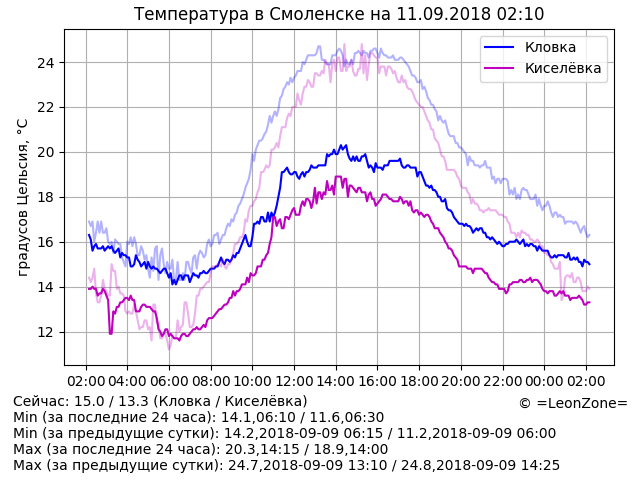 Температура в Смоленске на 11.09.2018 02:10
градусов Цельсия, °C
24
22
20
18
16
14
12
Кловка
Киселёвка
02:00 04:00 06:00 08:00 10:00 12:00 14:00 16:00 18:00 20:00 22:00 00:00 02:00
Сейчас: 15.0 / 13.3 (Кловка / Киселёвка)
© =LeonZone=
Min (за последние 24 часа): 14.1,06:10 / 11.6,06:30
Min (за предыдущие сутки): 14.2,2018-09-09 06:15 / 11.2,2018-09-09 06:00
Max (за последние 24 часа): 20.3,14:15 / 18.9,14:00
Max (за предыдущие сутки): 24.7,2018-09-09 13:10 / 24.8,2018-09-09 14:25